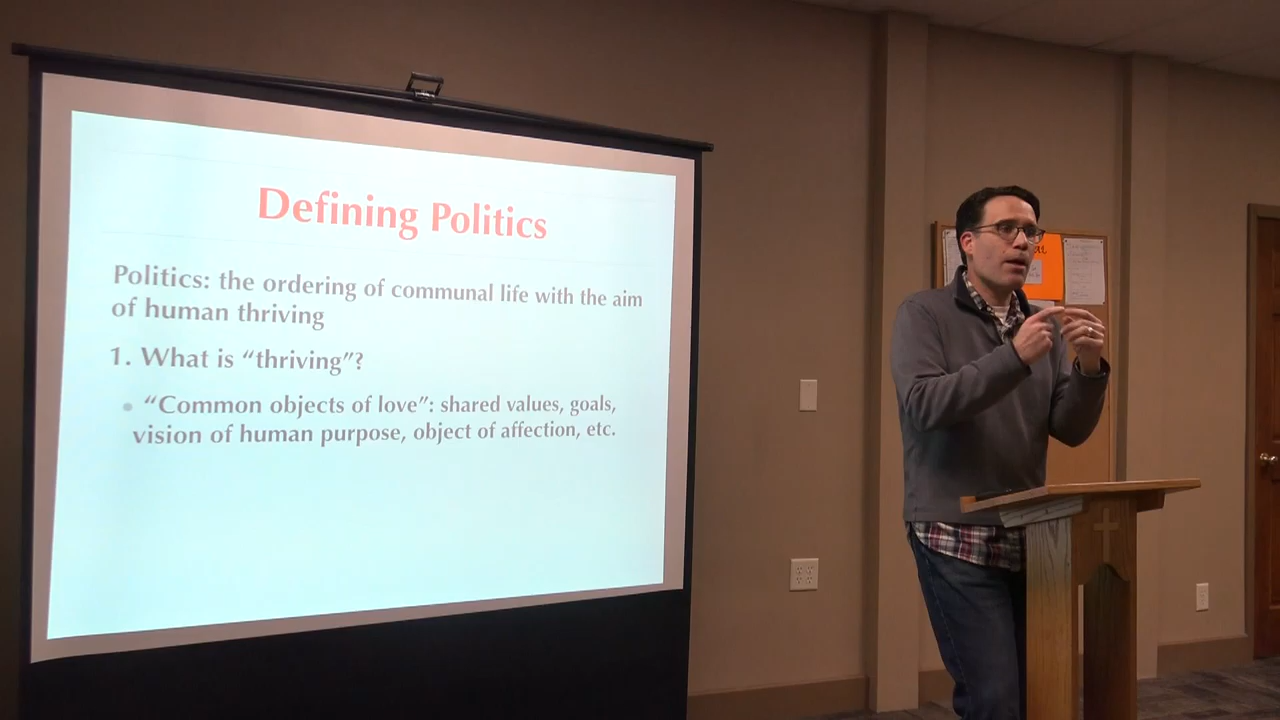 Defining Politics
Politics: the ordering of communal life with the aim
of human thriving
1. What is “thriving”?
• “Common objects of love”: shared values, goals,
vision of human purpose, object of affection, etc.